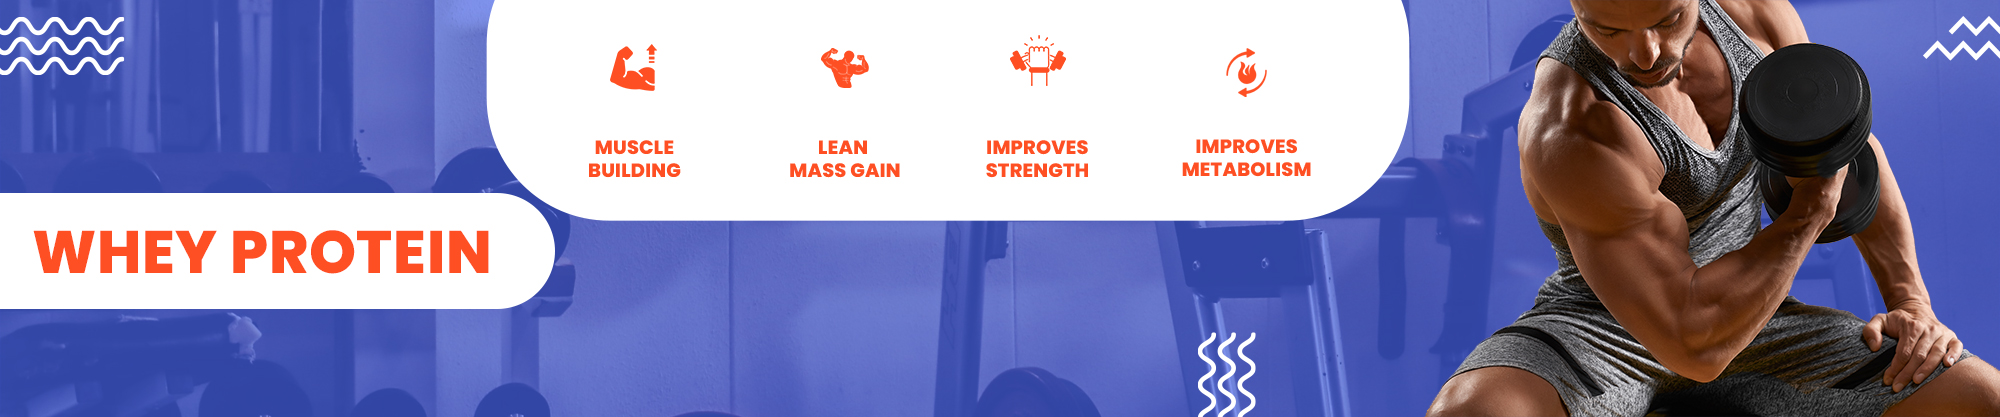 MUSCLE
BUILDING
LEAN
MASS GAIN
IMPROVES
STRENGTH
IMPROVES
METABOLISM
WHEY PROTEIN